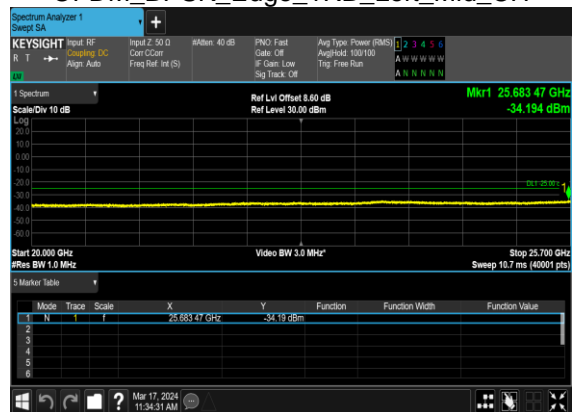 Spectrum Analyzer 1
Swept SA
+
KEYSIGHT
R T
LW
Input: RF
Coupling: DC
Align: Auto
Input Z: 50 Ω
Corr CCorr
Freq Ref: Int (S)
#Atten: 40 dB
PNO: Fast
Gate: Off
IF Gain: Low
Sig Track: Off
Avg Type: Power (RMS)
Avg|Hold: 100/100
Trig: Free Run
1 2 3 4 5 6
A W W W W W
A N N N N N
1 Spectrum
Scale/Div 10 dB
Ref Lvl Offset 8.60 dB
Ref Level 30.00 dBm
Mkr1 25.683 47 GHz
-34.194 dBm
Log
20.0
10.0
0.00
-10.0
-20.0
-30.0
-40.0
-50.0
-60.0
1
Start 20.000 GHz
#Res BW 1.0 MHz
Video BW 3.0 MHz*
Stop 25.700 GHz
Sweep 10.7 ms (40001 pts)
5 Marker Table
Mode Trace Scale X Y Function Function Width Function Value
1 N 1 f 25.683 47 GHz -34.19 dBm
2
3
4
5
6
? Mar 17, 2024
11:34:31 AM